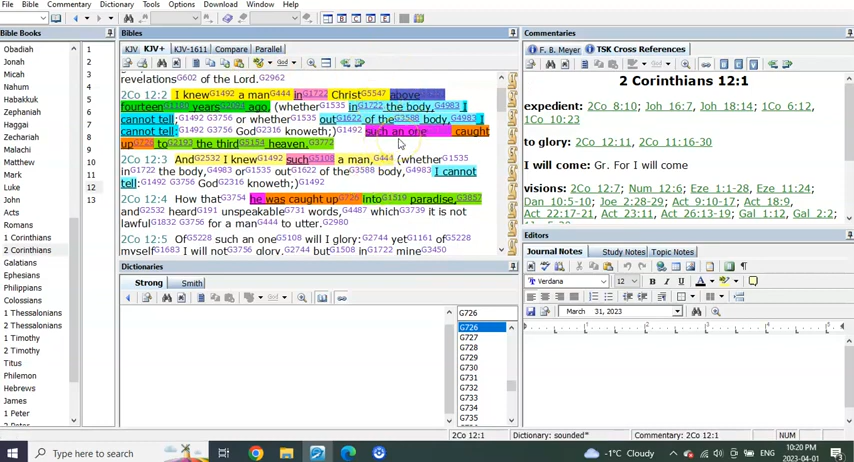 File Bible Commentary Dictionary Tools Options Download Window Help
Bible Books
Obadiah
Jonah
Micah
Nahum
Habakkuk
Zephaniah
Haggai
Zechariah
Malachi
Matthew
Mark
Luke
John
Acts
Romans
1 Corinthians
2 Corinthians
Galatians
Ephesians
Philippians
Colossians
1 Thessalonians
2 Thessalonians
1 Timothy
2 Timothy
Titus
Philemon
Hebrews
James
1 Peter
1
2
3
4
5
6
7
8
9
10
11
12
13
Bibles
KJV KJV+ KJV-1611 Compare Parallel
revelations G602 of the Lord. G2962
2Co 12:2 I knew G1492 a man G444 in G1722 Christ G5547 above
fourteen G1180 years G2094 ago, (whether G1535 in G1722 the body, G4983 I
cannot tell; G1492 or whether G1535 out G1622 of the G3588 body, G4983 I
cannot tell: G1492 God G2316 knoweth;) G1492 such an one caught
up G726 to G2193 the third G5154 heaven. G3772
2Co 12:3 And G2532 I knew G1492 such G5108 a man, G444 (whether G1535
in G1722 the body, G4983 or G1535 out G1622 of the G3588 body, G4983 I cannot
tell: G1492 God G2316 knoweth;) G1492
2Co 12:4 How that G3754 he was caught up G726 into G1519 paradise, G3857
and G2532 heard G191 unspeakable G731 words, G4487 which G3739 it is not
lawful G1832 for a man G444 to utter. G2980
2Co 12:5 Of G5228 such an one G5108 will I glory: G2744 yet G1161 of G5228
myself G1683 I will not G3756 glory, G2744 but G1508 in G1722 mine G3450
Dictionaries
Strong Smith
G726
G726
G727
G728
G729
G730
G731
G732
G733
G734
G735
Commentaries
F. B. Meyer TSK Cross References
2 Corinthians 12:1
expedient: 2Co 8:10; Joh 16:7, Joh 18:14; 1Co 6:12,
1Co 10:23
to glory: 2Co 12:11, 2Co 11:16-30
I will come: Gr. For I will come
visions: 2Co 12:7; Num 12:6; Eze 1:1-28, Eze 11:24;
Dan 10:5-10; Joe 2:28-29; Act 9:10-17, Act 18:9,
Act 22:17-21, Act 23:11, Act 26:13-19; Gal 1:12, Gal 2:2
Editors
Journal Notes Study Notes Topic Notes
Verdana 12
March 31, 2023
2Co 12:1 Dictionary: sounded* Commentary: 2Co 12:1 NUM
Type here to search
-1°C Cloudy
ENG
10:20 PM
2023-04-01